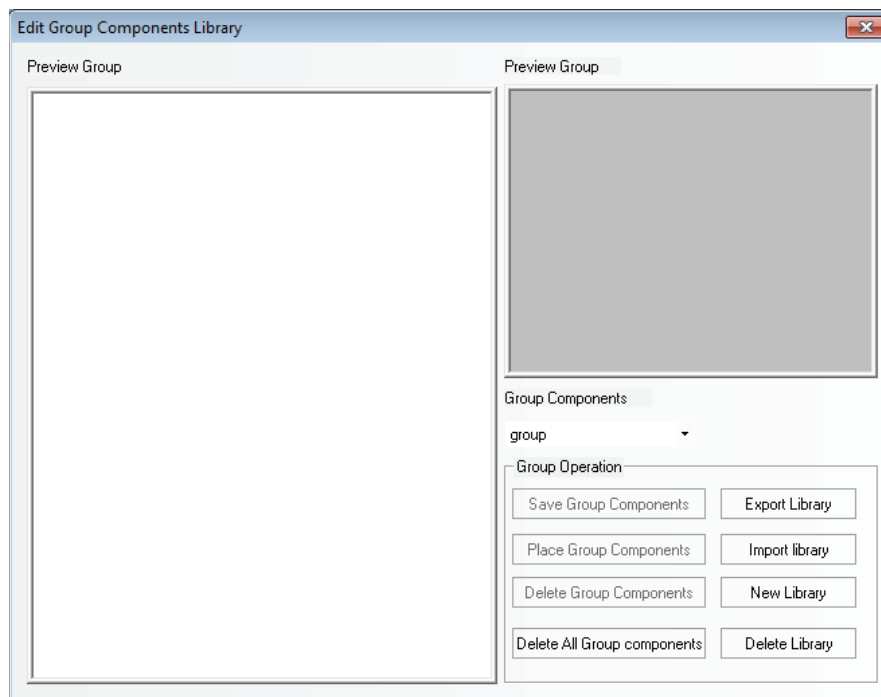 Edit Group Components Library
Preview Group
Preview Group
Group Components
group
Group Operation
Save Group Components
Export Library
Place Group Components
Import library
Delete Group Components
New Library
Delete All Group components
Delete Library